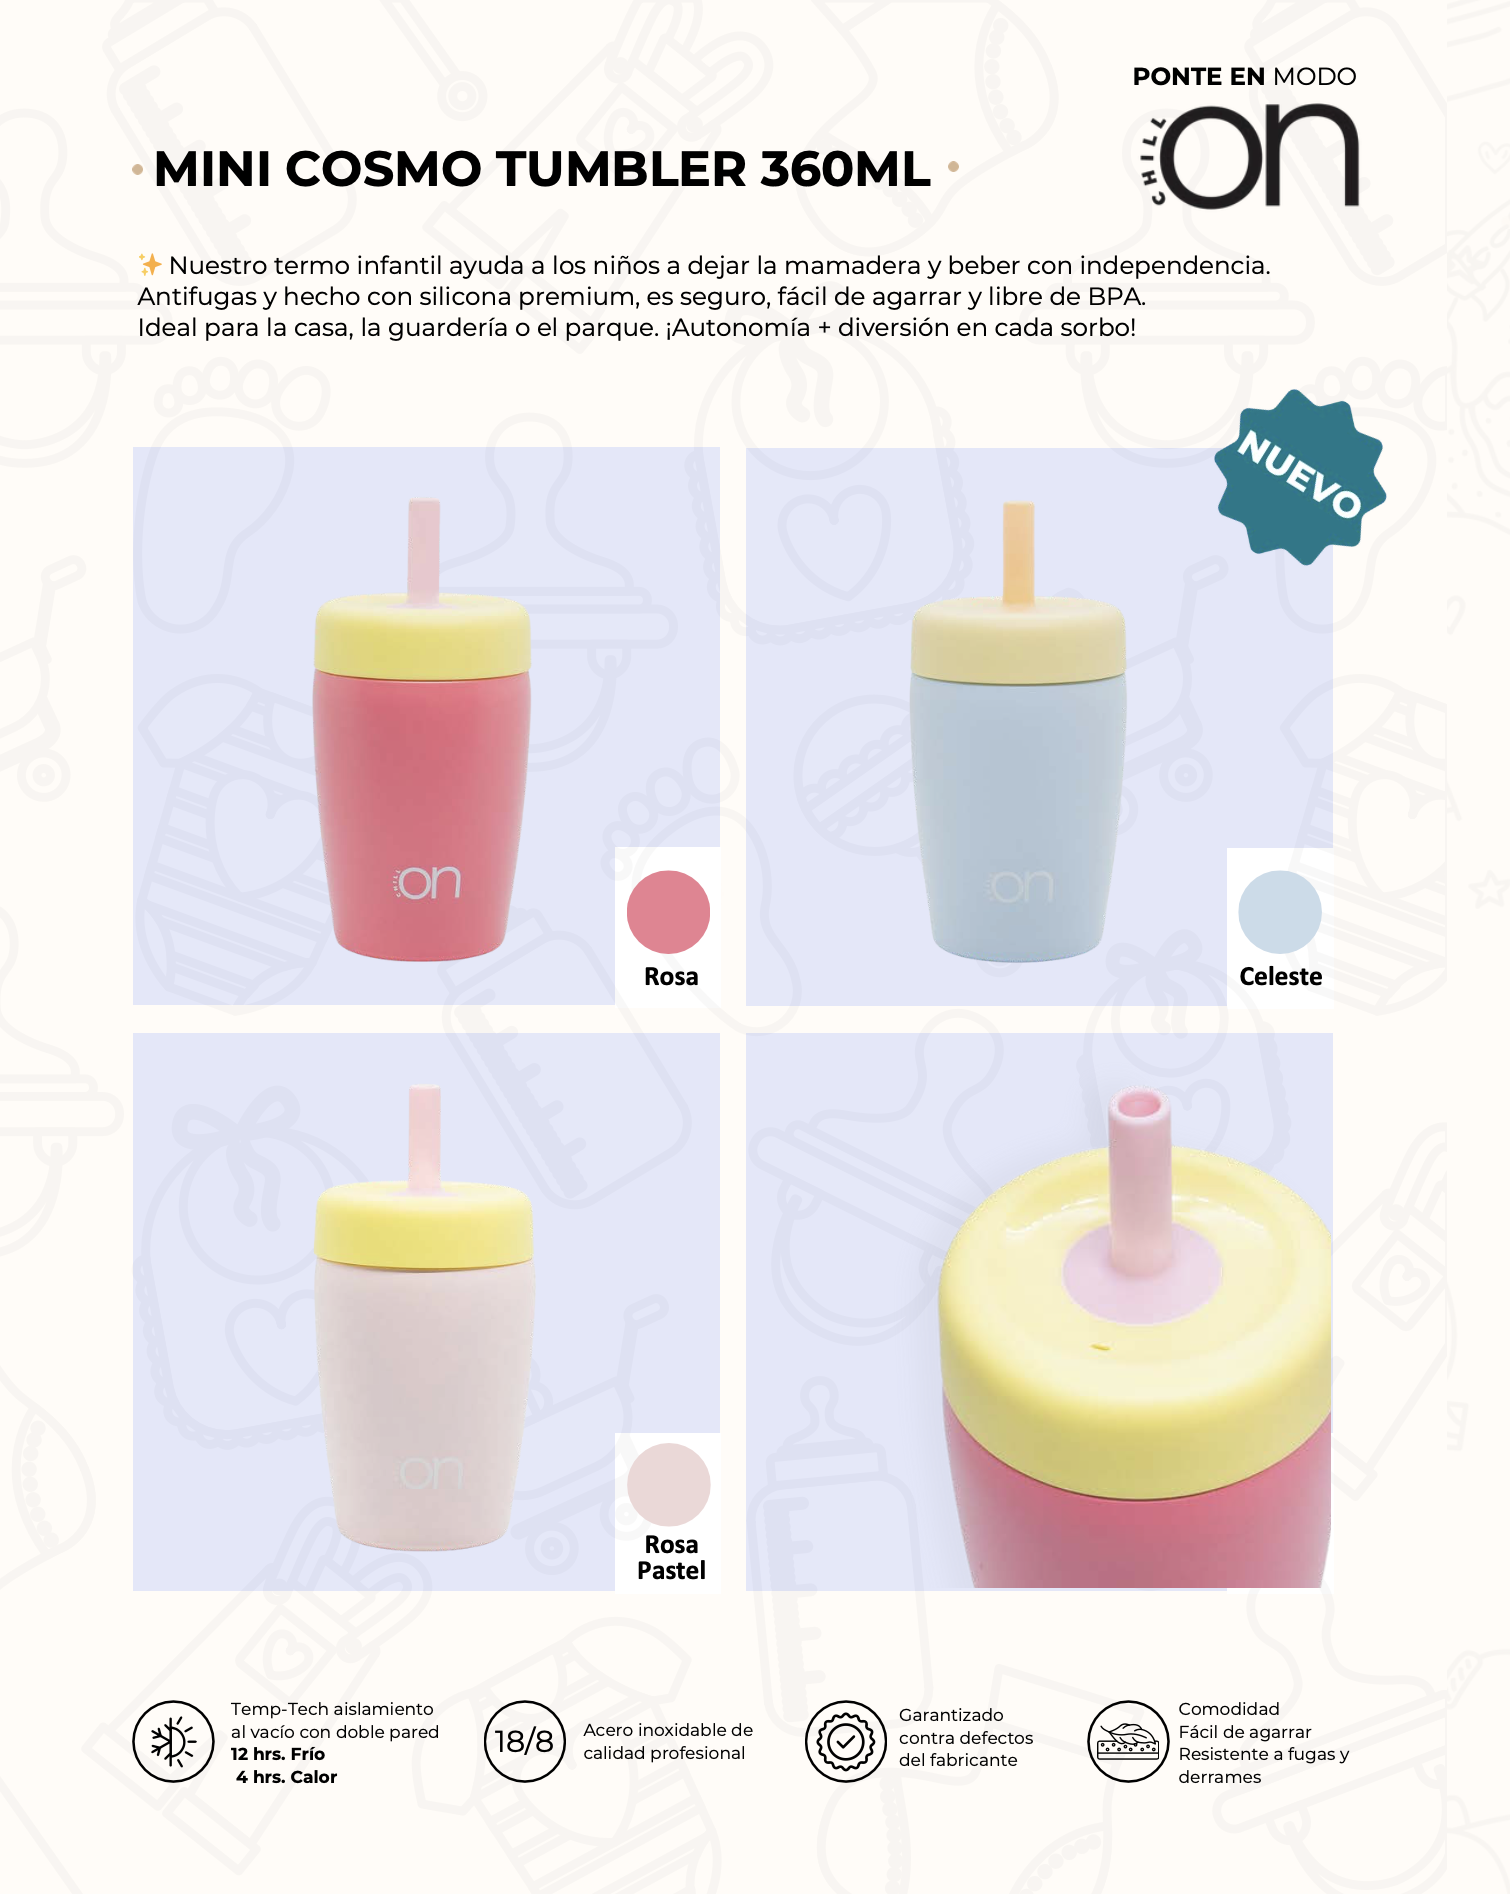 PONTE EN MODO
CHILL on
MINI COSMO TUMBLER 360ML
✨ Nuestro termo infantil ayuda a los niños a dejar la mamadera y beber con independencia.
Antifugas y hecho con silicona premium, es seguro, fácil de agarrar y libre de BPA.
Ideal para la casa, la guardería o el parque. ¡Autonomía + diversión en cada sorbo!
NUEVO
CHILL on
Rosa
CHILL on
Celeste
on
Rosa
Pastel
Temp-Tech aislamiento
al vacío con doble pared
12 hrs. Frío
4 hrs. Calor
18/8
Acero inoxidable de
calidad profesional
Garantizado
contra defectos
del fabricante
Comodidad
Fácil de agarrar
Resistente a fugas y
derrames